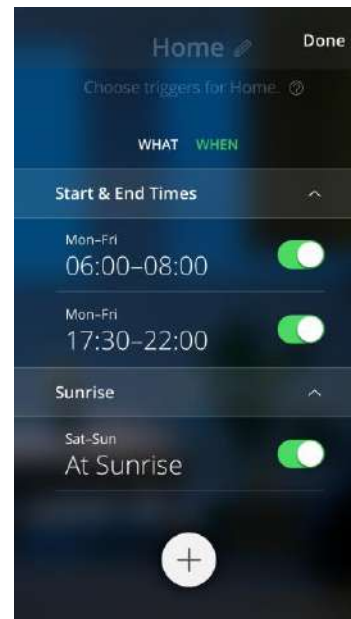 Home
Done
Choose triggers for Home.
WHAT WHEN
Start & End Times
Mon–Fri
06:00–08:00
Mon–Fri
17:30–22:00
Sunrise
Sat–Sun
At Sunrise